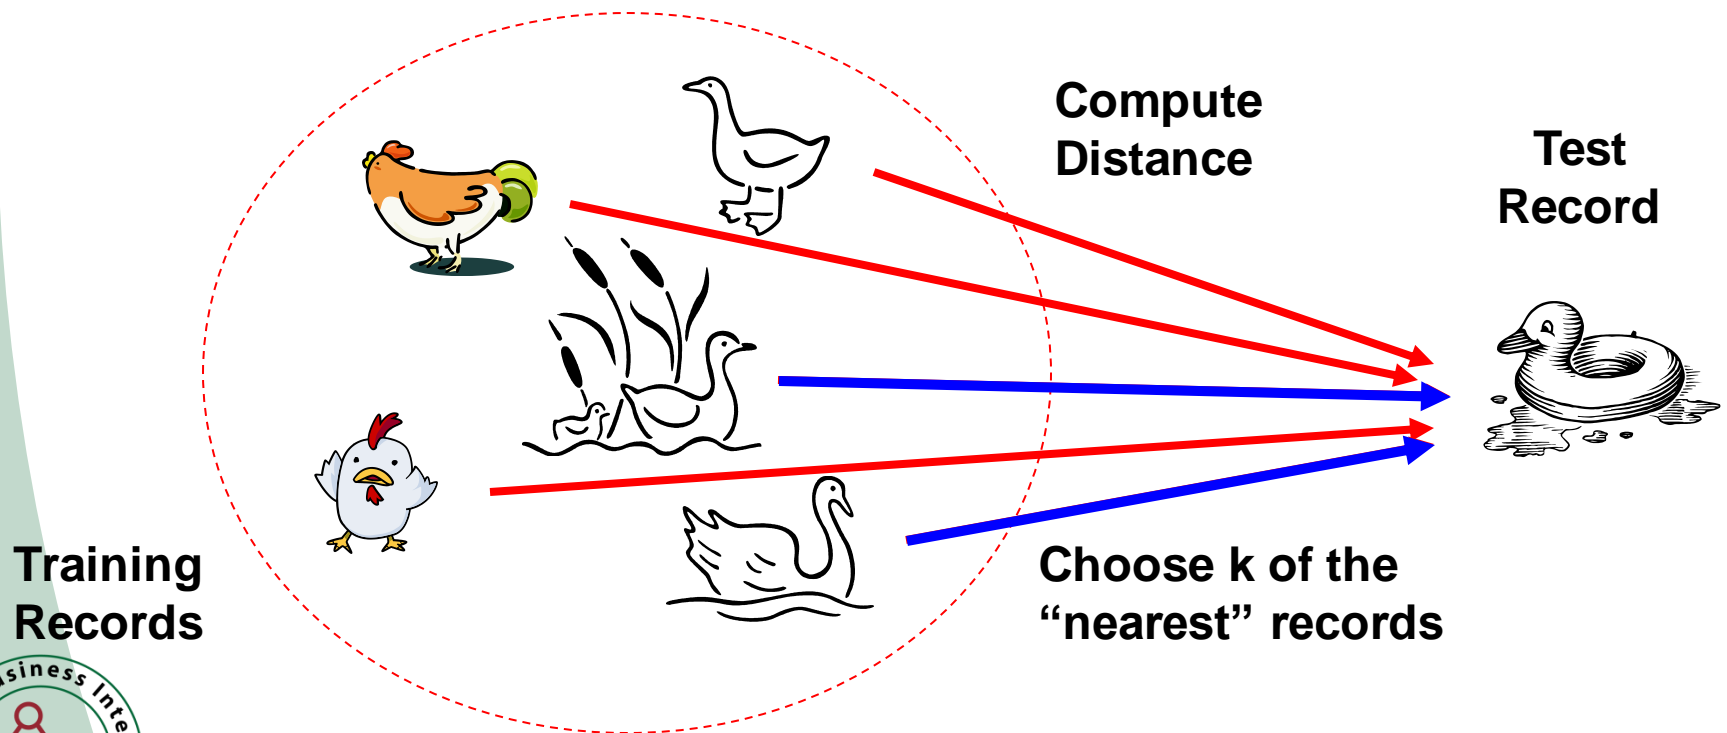 Compute
Distance
Test
Record
Training
Records
Choose k of the
“nearest” records